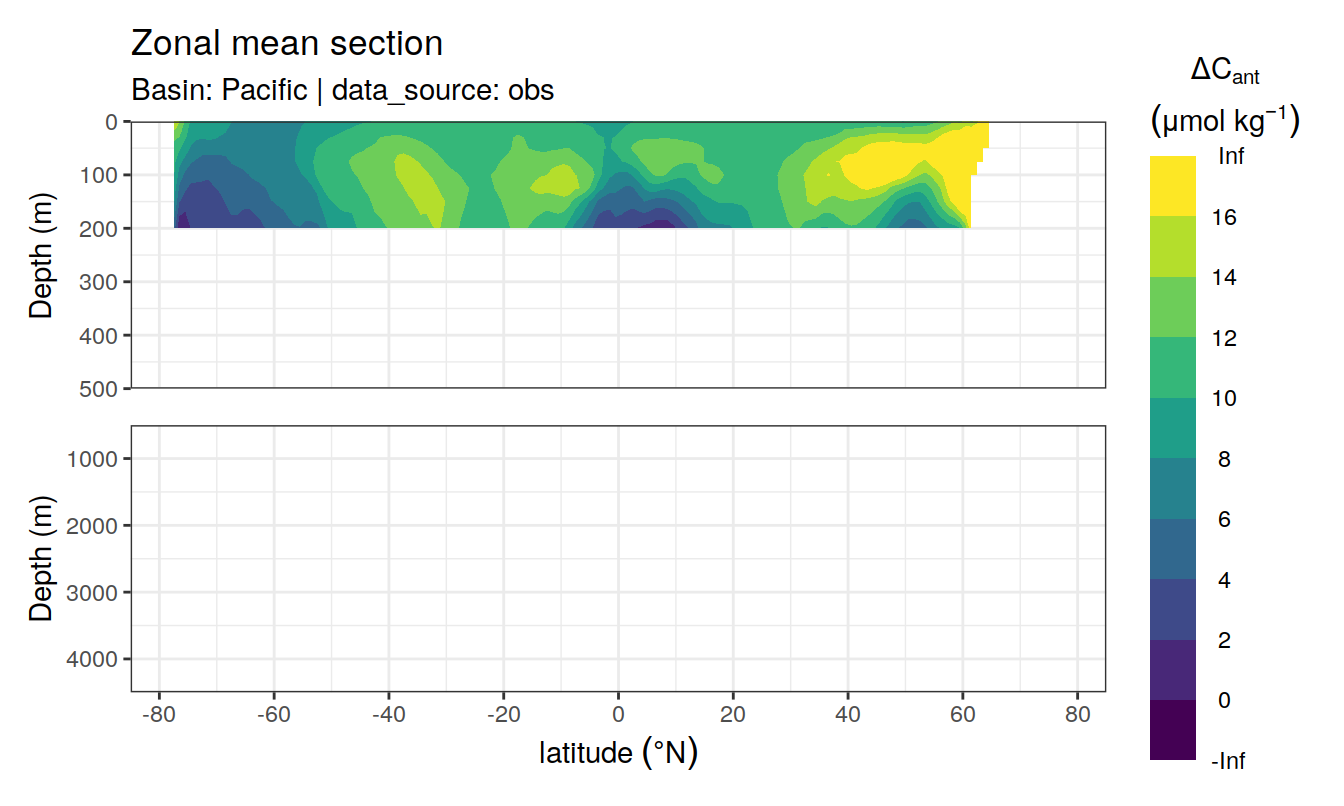 Zonal mean section
Basin: Pacific | data_source: obs
ΔCant
(μmol kg⁻¹)
Inf
16
14
12
10
8
6
4
2
0
-Inf
Depth (m)
0
100
200
300
400
500
Depth (m)
1000
2000
3000
4000
-80 -60 -40 -20 0 20 40 60 80
latitude (°N)